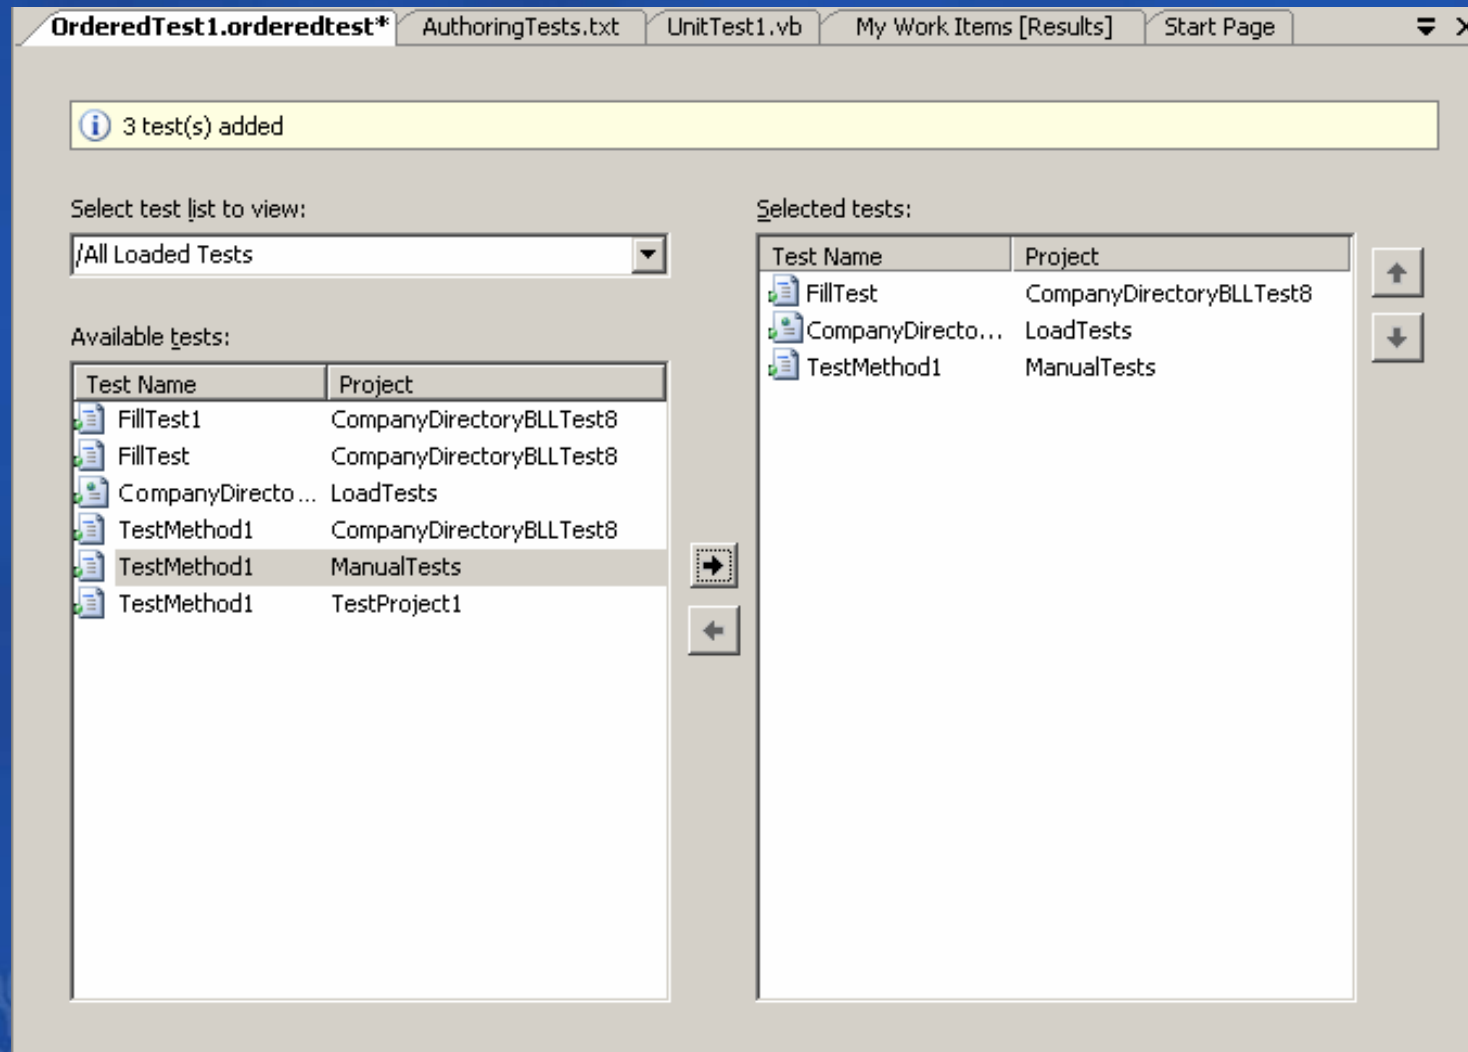 OrderedTest1.orderedtest* AuthoringTests.txt UnitTest1.vb My Work Items [Results] Start Page
3 test(s) added
Select test list to view:
/All Loaded Tests
Available tests:
Test Name Project
FillTest1 CompanyDirectoryBLLTest8
FillTest CompanyDirectoryBLLTest8
CompanyDirecto... LoadTests
TestMethod1 CompanyDirectoryBLLTest8
TestMethod1 ManualTests
TestMethod1 TestProject1
Selected tests:
Test Name Project
FillTest CompanyDirectoryBLLTest8
CompanyDirecto... LoadTests
TestMethod1 ManualTests